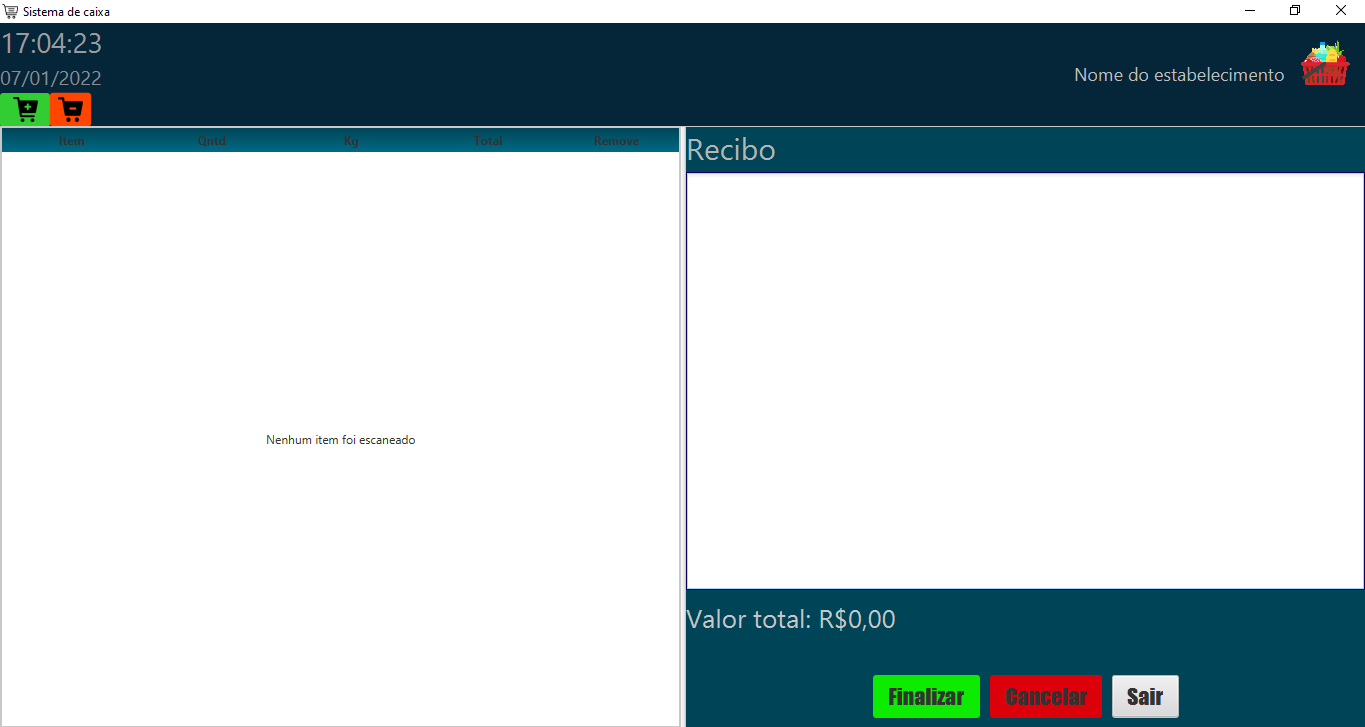 Sistema de caixa
17:04:23
07/01/2022
Nome do estabelecimento
Item Qntd Kg Total Remove
Nenhum item foi escaneado
Recibo
Valor total: R$0,00
Finalizar Cancelar Sair